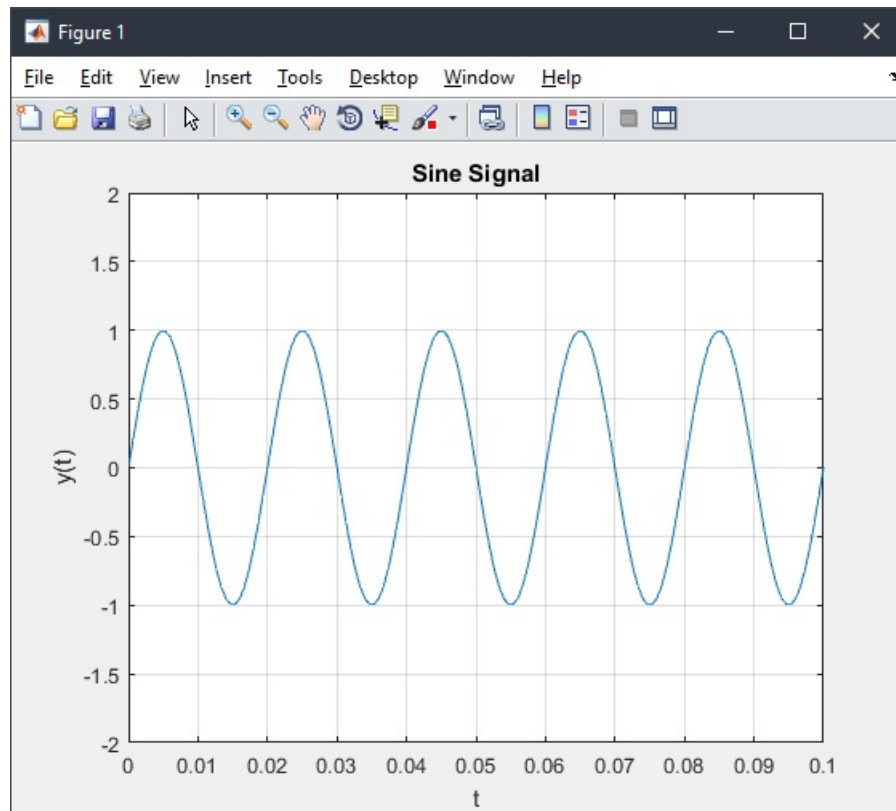 Figure 1
File Edit View Insert Tools Desktop Window Help
Sine Signal
2
1.5
1
0.5
0
-0.5
-1
-1.5
-2
y(t)
0 0.01 0.02 0.03 0.04 0.05 0.06 0.07 0.08 0.09 0.1
t